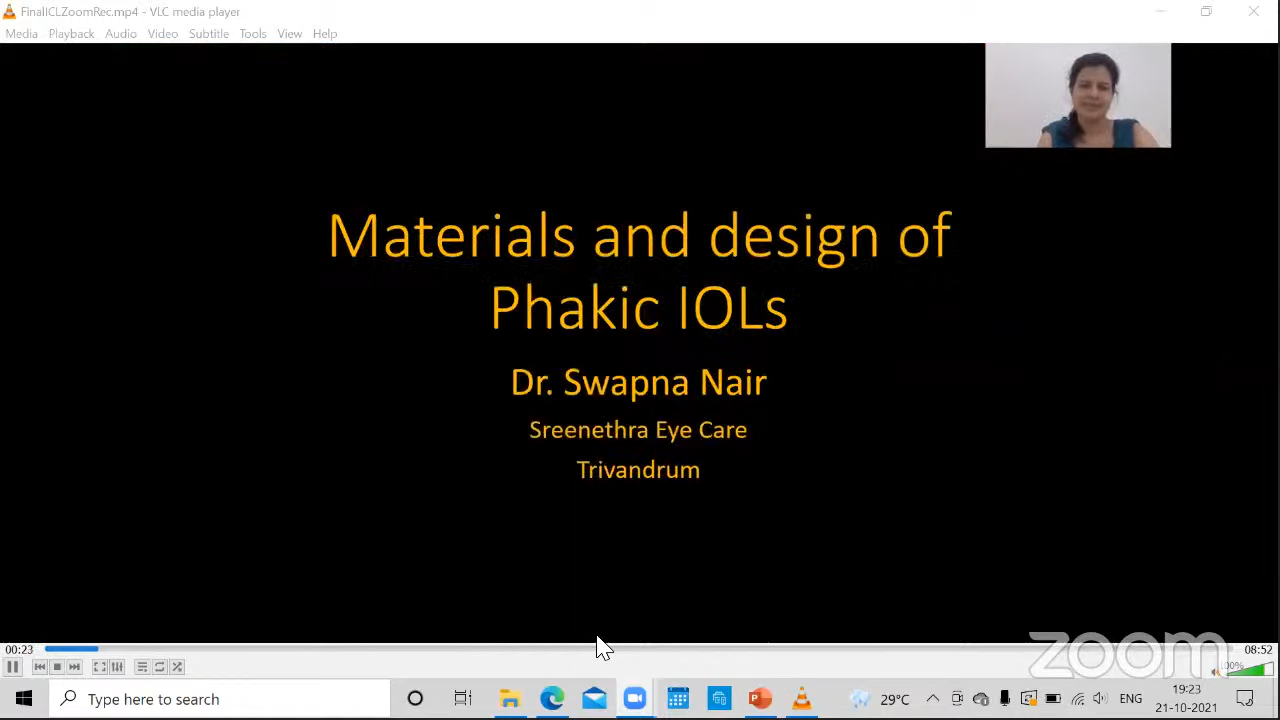 FinalICLZoomRec.mp4 - VLC media player
Media Playback Audio Video Subtitle Tools View Help
Materials and design of
Phakic IOLs
Dr. Swapna Nair
Sreenethra Eye Care
Trivandrum
00:23
08:52
zoom
100%
Type here to search
29°C
ENG
19:23
21-10-2021